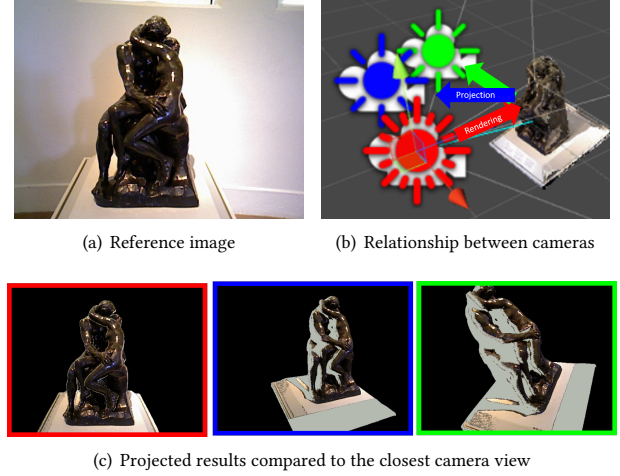 (a) Reference image
Projection
Rendering
(b) Relationship between cameras
(c) Projected results compared to the closest camera view